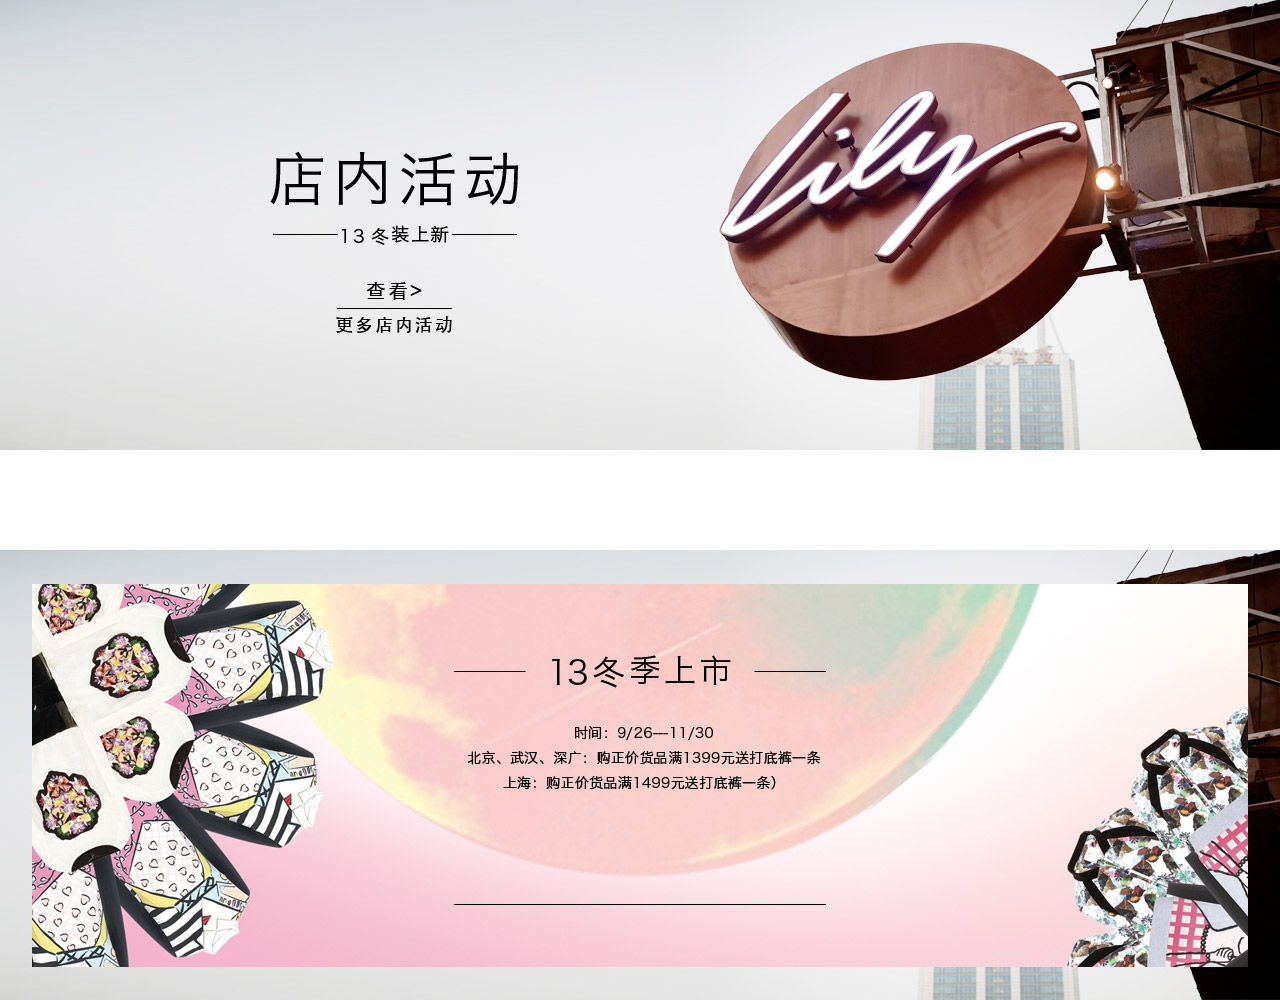 Lily
店内活动
13 冬装上新
查看>
更多店内活动
13冬季上市
时间：9/26---11/30
北京、武汉、深广：购正价货品满1399元送打底裤一条
上海：购正价货品满1499元送打底裤一条）